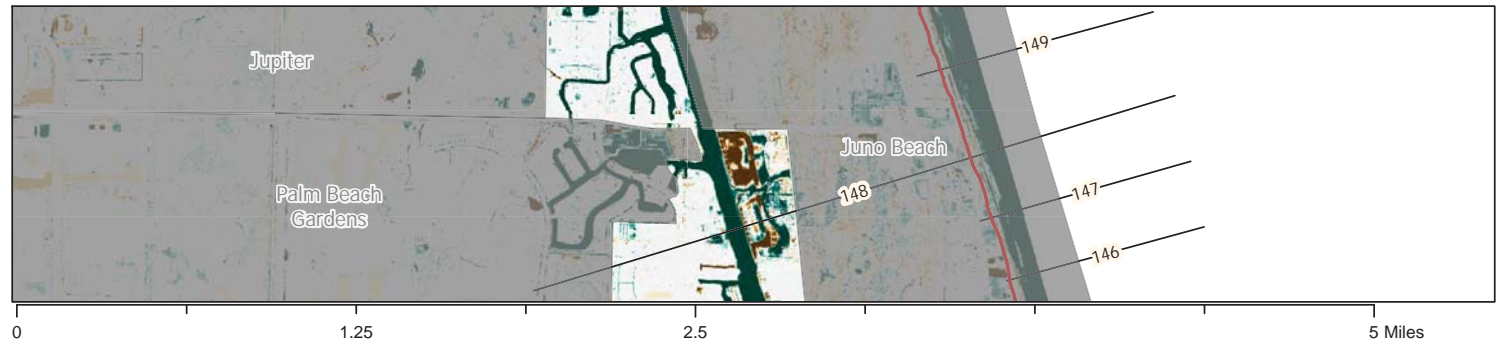 149
Jupiter
Juno Beach
148
147
Palm Beach
Gardens
146
0
1.25
2.5
5 Miles